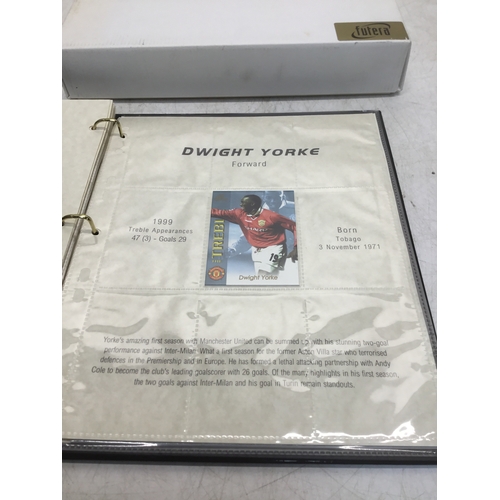 futera
DWIGHT YORKE
Forward
1999
Treble Appearances
47 (3) - Goals 29
TREBLE
Dwight Yorke
Born
Tobago
3 November 1971
Yorke's amazing first season with Manchester United can be summed up with his stunning two-goal
performance against Inter-Milan. What a first season for the former Aston Villa star who terrorised
defences in the Premiership and in Europe. He has formed a lethal attacking partnership with Andy
Cole to become the club's leading goalscorer with 26 goals. Of the many highlights in his first season,
the two goals against Inter-Milan and his goal in Turin remain standouts.